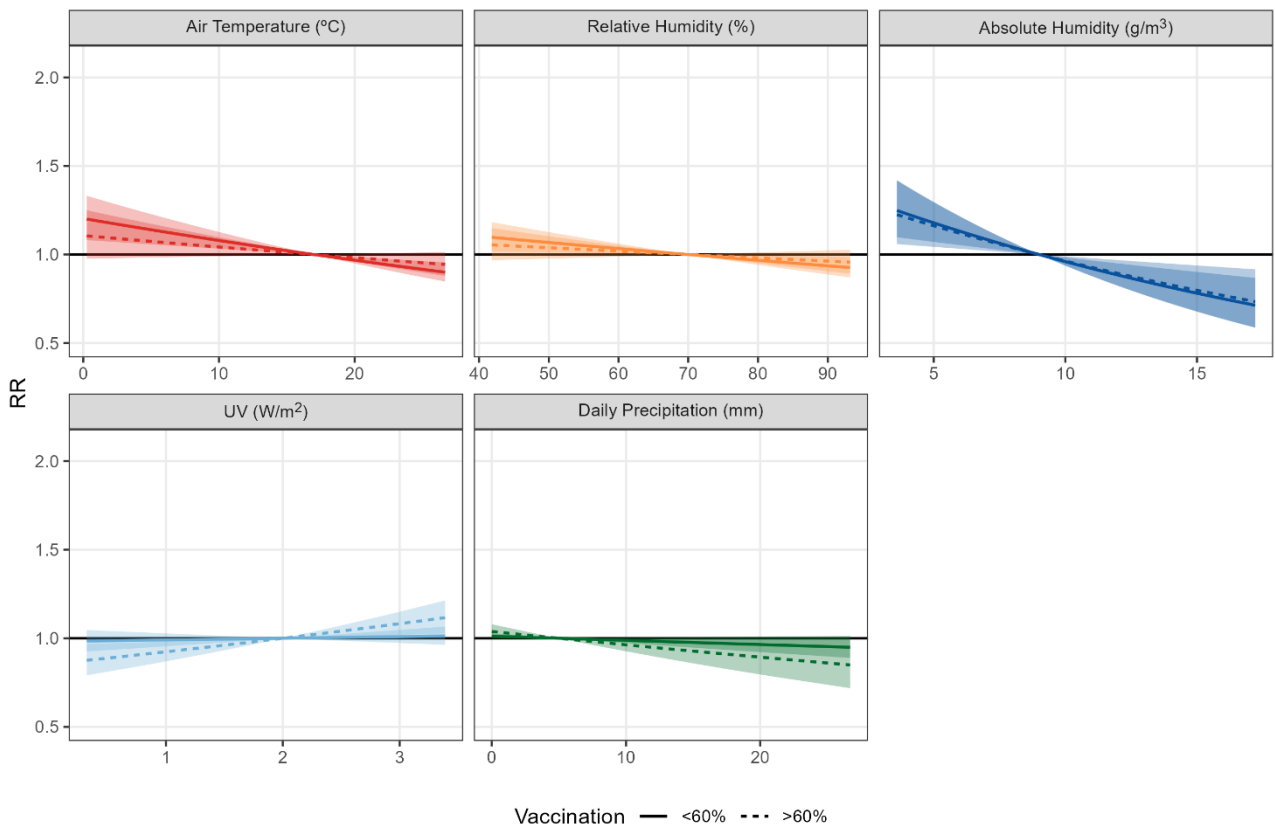 Air Temperature (ºC)
Relative Humidity (%)
Absolute Humidity (g/m³)
2.0
1.5
1.0
0.5
0 10 20
40 50 60 70 80 90
5 10 15
RR
UV (W/m²)
Daily Precipitation (mm)
2.0
1.5
1.0
0.5
1 2 3
0 10 20
Vaccination <60% >60%